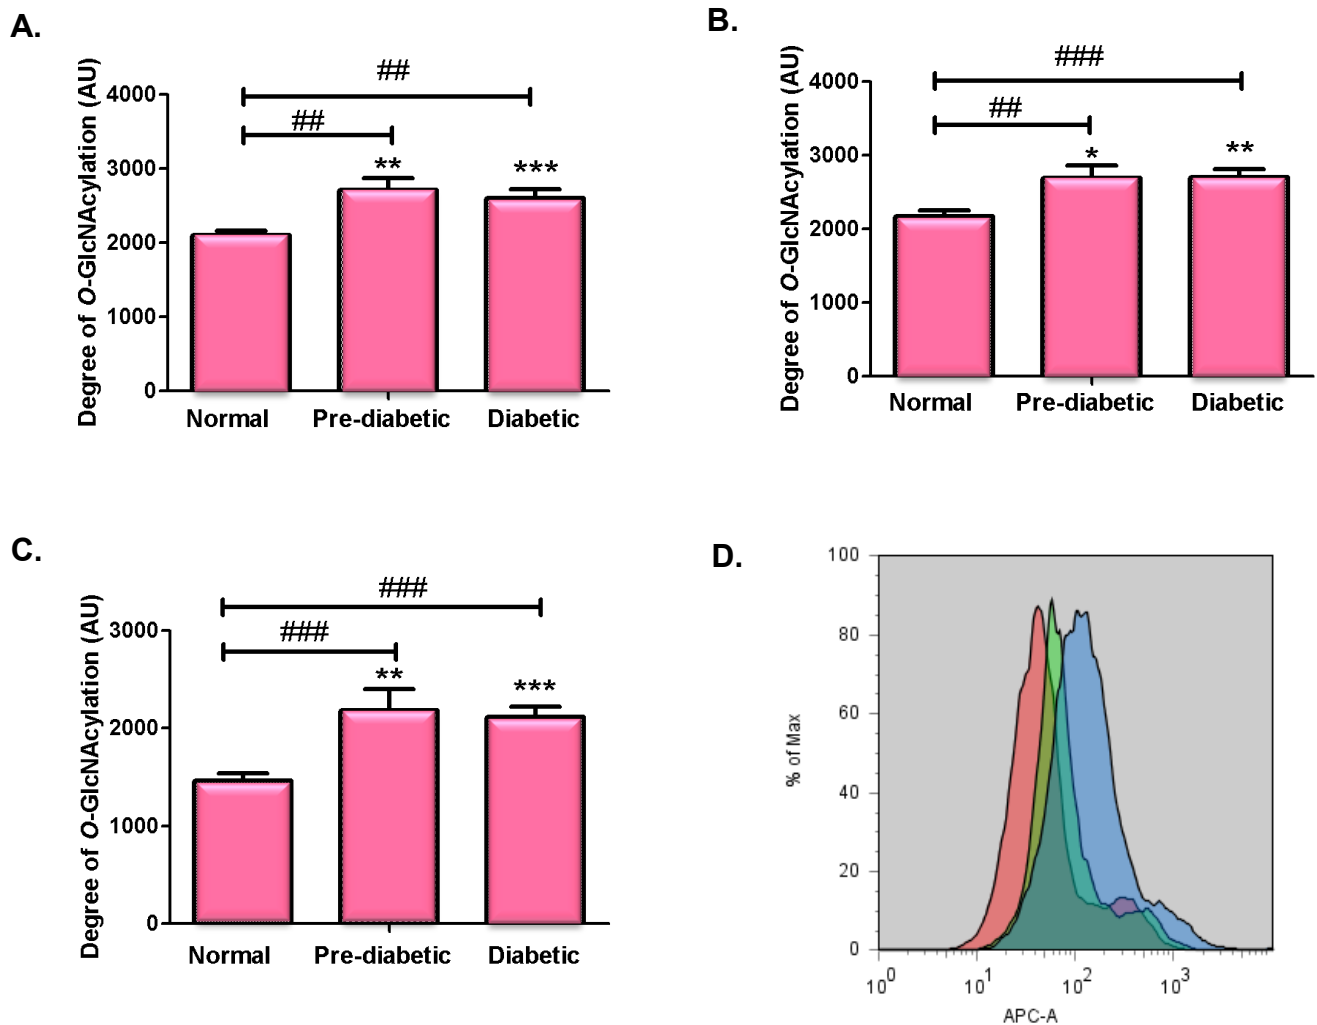 A.
##
##
**
***
4000
3000
2000
1000
0
Degree of O-GlcNAcylation (AU)
Normal Pre-diabetic Diabetic
B.
###
##
*
**
4000
3000
2000
1000
0
Degree of O-GlcNAcylation (AU)
Normal Pre-diabetic Diabetic
C.
###
###
**
***
3000
2000
1000
0
Degree of O-GlcNAcylation (AU)
Normal Pre-diabetic Diabetic
D.
100
80
60
40
20
0
% of Max
10⁰ 10¹ 10² 10³
APC-A